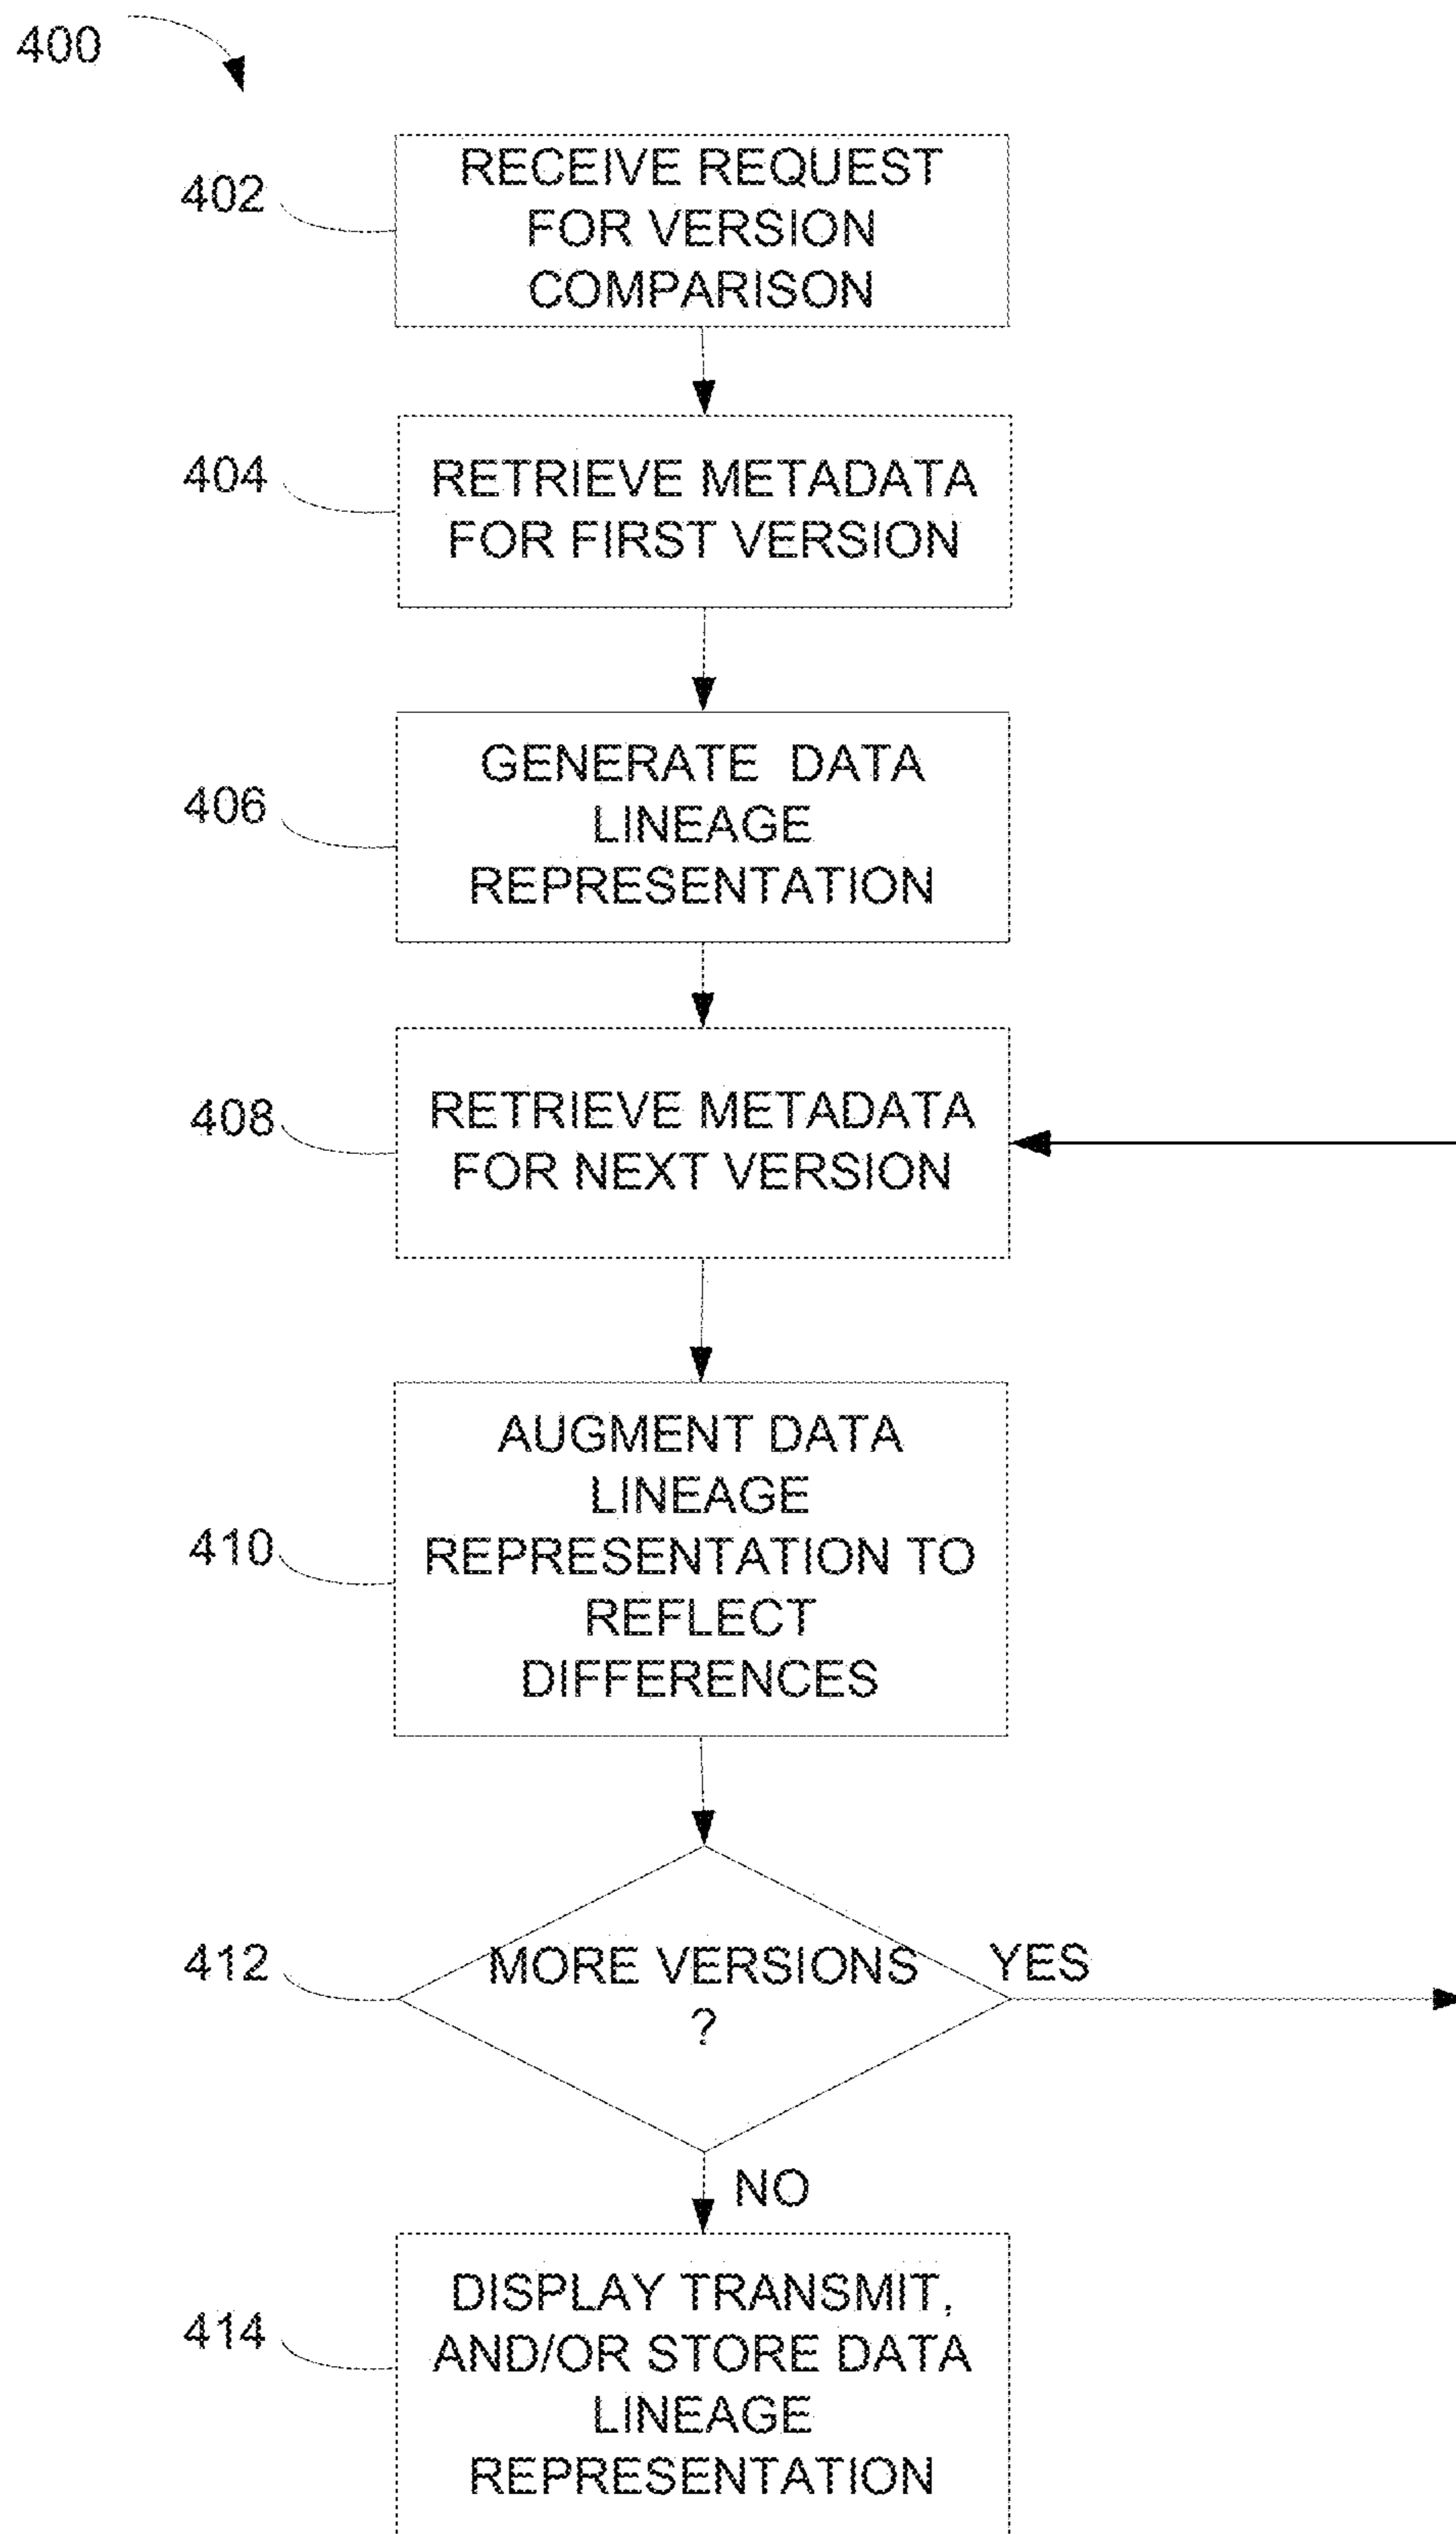 400
402
RECEIVE REQUEST
FOR VERSION
COMPARISON
404
RETRIEVE METADATA
FOR FIRST VERSION
406
GENERATE DATA
LINEAGE
REPRESENTATION
408
RETRIEVE METADATA
FOR NEXT VERSION
410
AUGMENT DATA
LINEAGE
REPRESENTATION TO
REFLECT
DIFFERENCES
412
MORE VERSIONS
?
YES
NO
414
DISPLAY TRANSMIT,
AND/OR STORE DATA
LINEAGE
REPRESENTATION